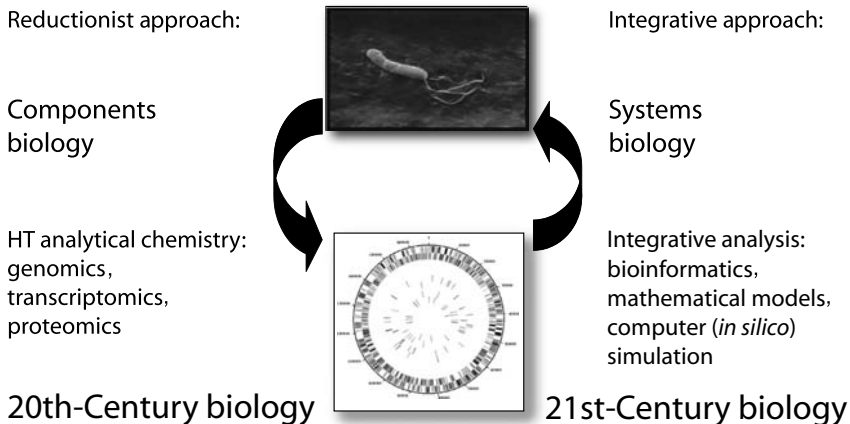 Reductionist approach:
Components
biology
HT analytical chemistry:
genomics,
transcriptomics,
proteomics
20th-Century biology
Integrative approach:
Systems
biology
Integrative analysis:
bioinformatics,
mathematical models,
computer (in silico)
simulation
21st-Century biology